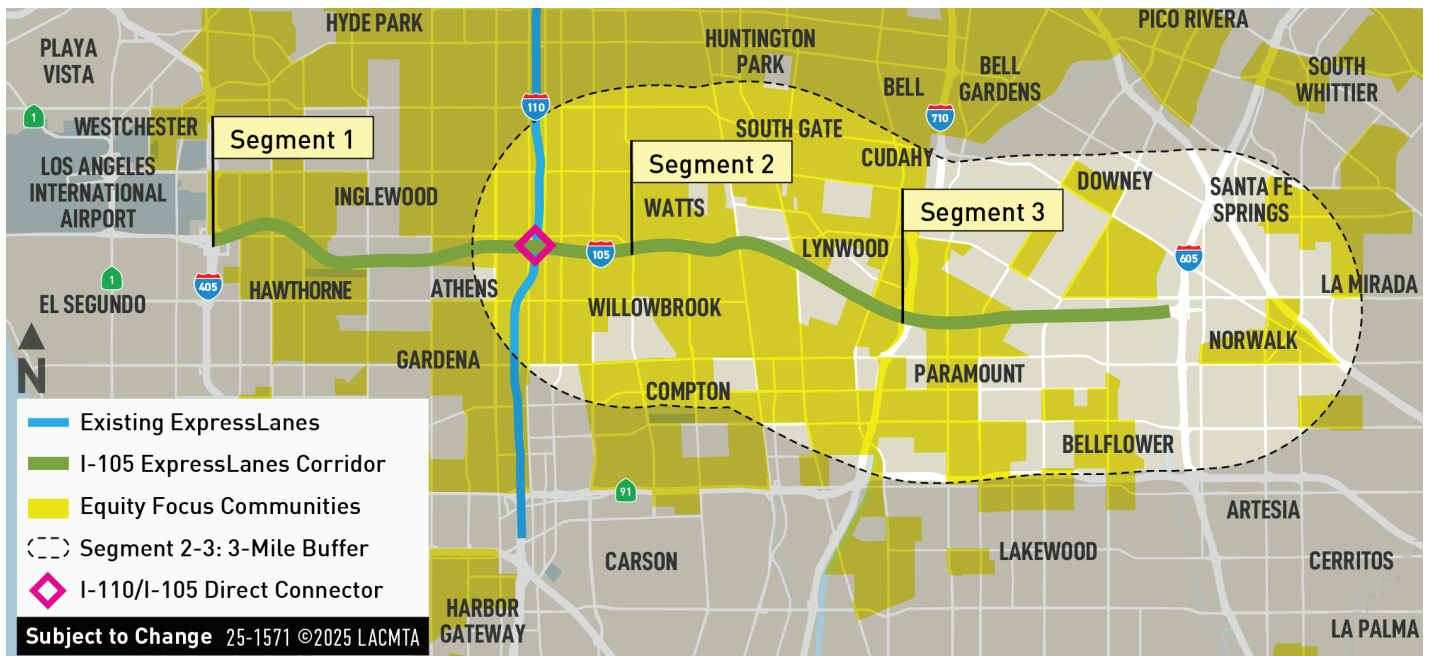 HYDE PARK
PICO RIVERA
PLAYA
VISTA
HUNTINGTON
PARK
BELL
BELL
GARDENS
SOUTH
WHITTIER
1
110
710
WESTCHESTER
Segment 1
SOUTH GATE
CUDAHY
Segment 2
LOS ANGELES
INTERNATIONAL
AIRPORT
INGLEWOOD
WATTS
DOWNEY
SANTA FE
SPRINGS
Segment 3
LYNWOOD
105
605
1
405
EL SEGUNDO
HAWTHORNE
ATHENS
WILLOWBROOK
LA MIRADA
N
GARDENA
NORWALK
COMPTON
PARAMOUNT
BELLFLOWER
91
ARTESIA
CARSON
LAKEWOOD
CERRITOS
HARBOR
GATEWAY
LA PALMA
Existing ExpressLanes
I-105 ExpressLanes Corridor
Equity Focus Communities
Segment 2-3: 3-Mile Buffer
I-110/I-105 Direct Connector
Subject to Change 25-1571 ©2025 LACMTA